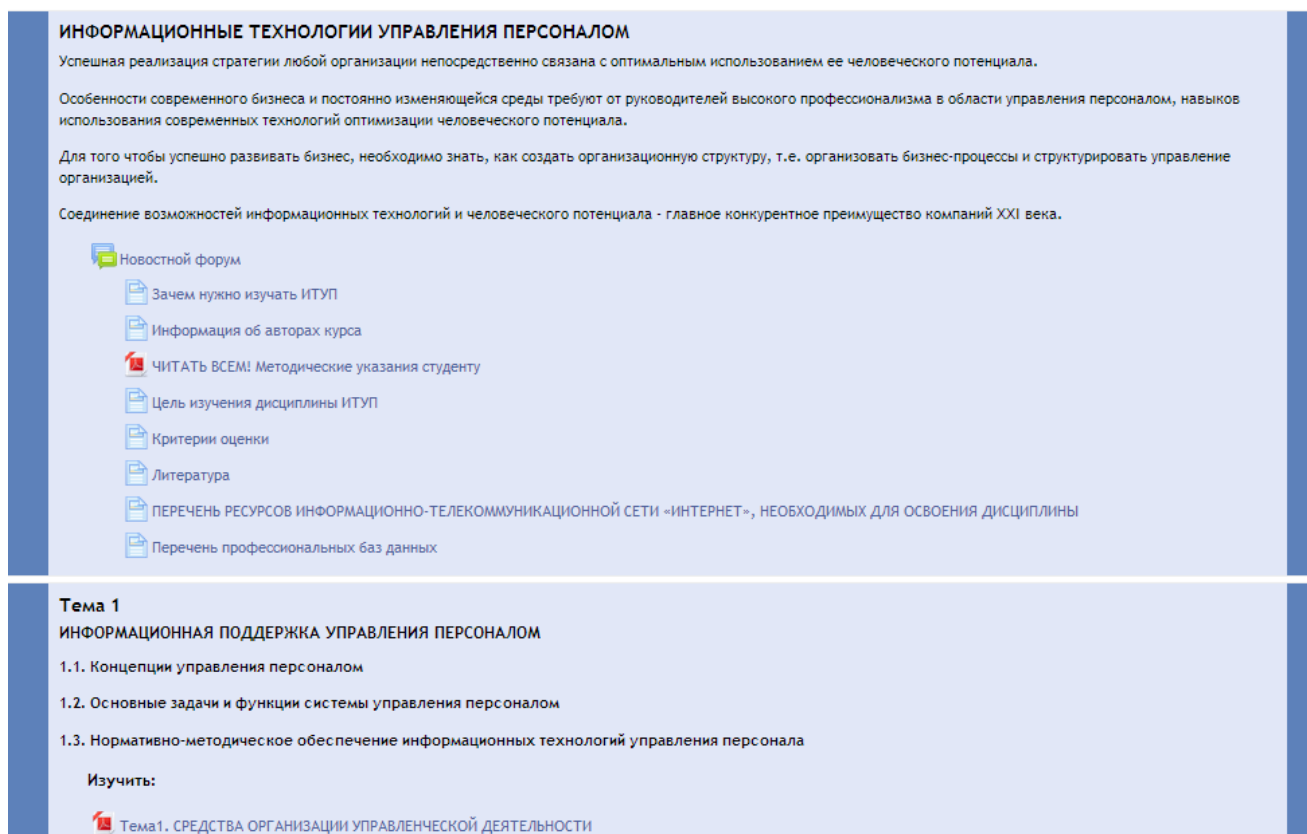 ИНФОРМАЦИОННЫЕ ТЕХНОЛОГИИ УПРАВЛЕНИЯ ПЕРСОНАЛОМ
Успешная реализация стратегии любой организации непосредственно связана с оптимальным использованием ее человеческого потенциала.
Особенности современного бизнеса и постоянно изменяющейся среды требуют от руководителей высокого профессионализма в области управления персоналом, навыков
использования современных технологий оптимизации человеческого потенциала.
Для того чтобы успешно развивать бизнес, необходимо знать, как создать организационную структуру, т.е. организовать бизнес-процессы и структурировать управление
организацией.
Соединение возможностей информационных технологий и человеческого потенциала - главное конкурентное преимущество компаний XXI века.
Новостной форум
Зачем нужно изучать ИТУП
Информация об авторах курса
ЧИТАТЬ ВСЕМ! Методические указания студенту
Цель изучения дисциплины ИТУП
Критерии оценки
Литература
ПЕРЕЧЕНЬ РЕСУРСОВ ИНФОРМАЦИОННО-ТЕЛЕКОММУНИКАЦИОННОЙ СЕТИ «ИНТЕРНЕТ», НЕОБХОДИМЫХ ДЛЯ ОСВОЕНИЯ ДИСЦИПЛИНЫ
Перечень профессиональных баз данных
Тема 1
ИНФОРМАЦИОННАЯ ПОДДЕРЖКА УПРАВЛЕНИЯ ПЕРСОНАЛОМ
1.1. Концепции управления персоналом
1.2. Основные задачи и функции системы управления персоналом
1.3. Нормативно-методическое обеспечение информационных технологий управления персонала
Изучить:
Тема1. СРЕДСТВА ОРГАНИЗАЦИИ УПРАВЛЕНЧЕСКОЙ ДЕЯТЕЛЬНОСТИ